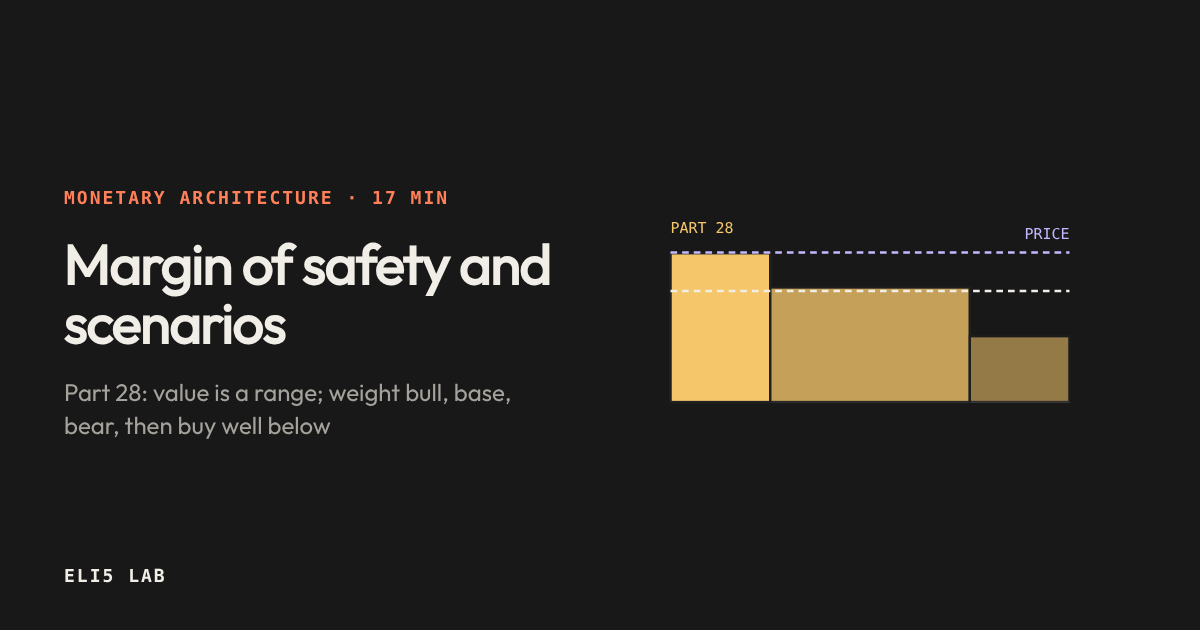 MONETARY ARCHITECTURE · 17 MIN
Margin of safety and
scenarios
Part 28: value is a range; weight bull, base,
bear, then buy well below
ELI5 LAB
PART 28
PRICE